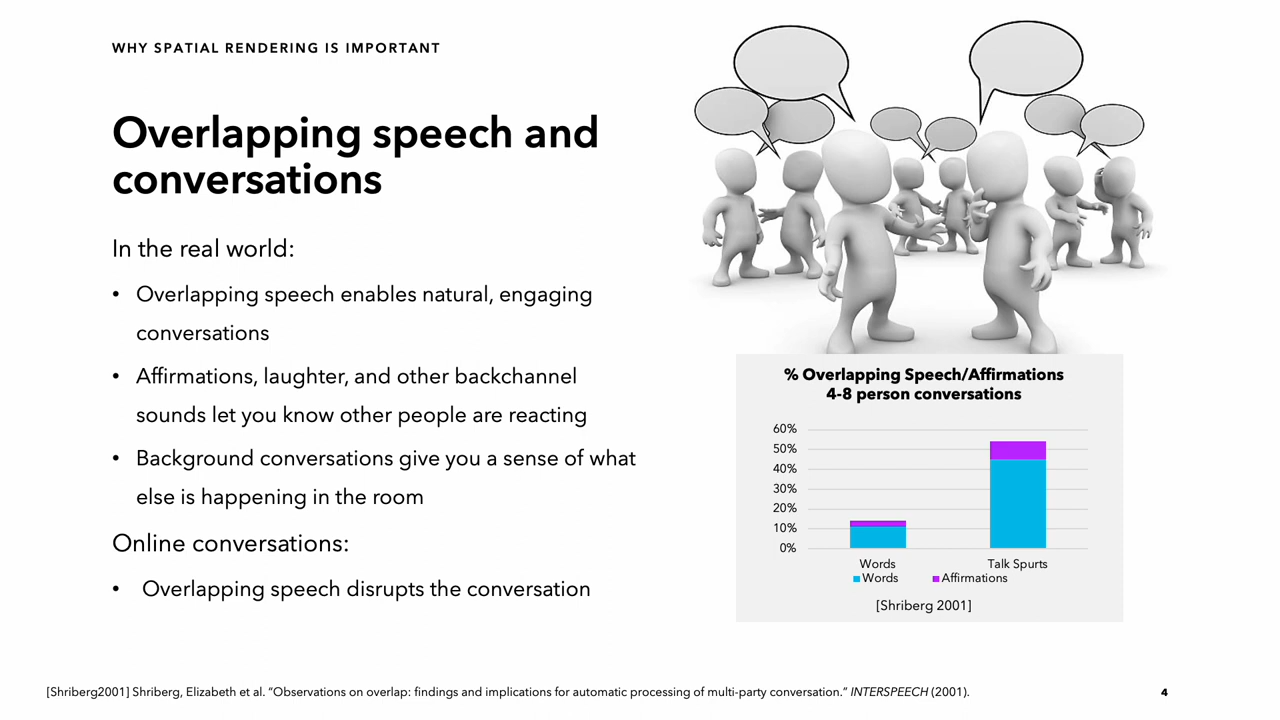 WHY SPATIAL RENDERING IS IMPORTANT
Overlapping speech and
conversations
In the real world:
• Overlapping speech enables natural, engaging
conversations
• Affirmations, laughter, and other backchannel
sounds let you know other people are reacting
• Background conversations give you a sense of what
else is happening in the room
Online conversations:
• Overlapping speech disrupts the conversation
% Overlapping Speech/Affirmations
4-8 person conversations
60%
50%
40%
30%
20%
10%
0%
Words Talk Spurts
Words Affirmations
[Shriberg 2001]
[Shriberg2001] Shriberg, Elizabeth et al. “Observations on overlap: findings and implications for automatic processing of multi-party conversation.” INTERSPEECH (2001).
4